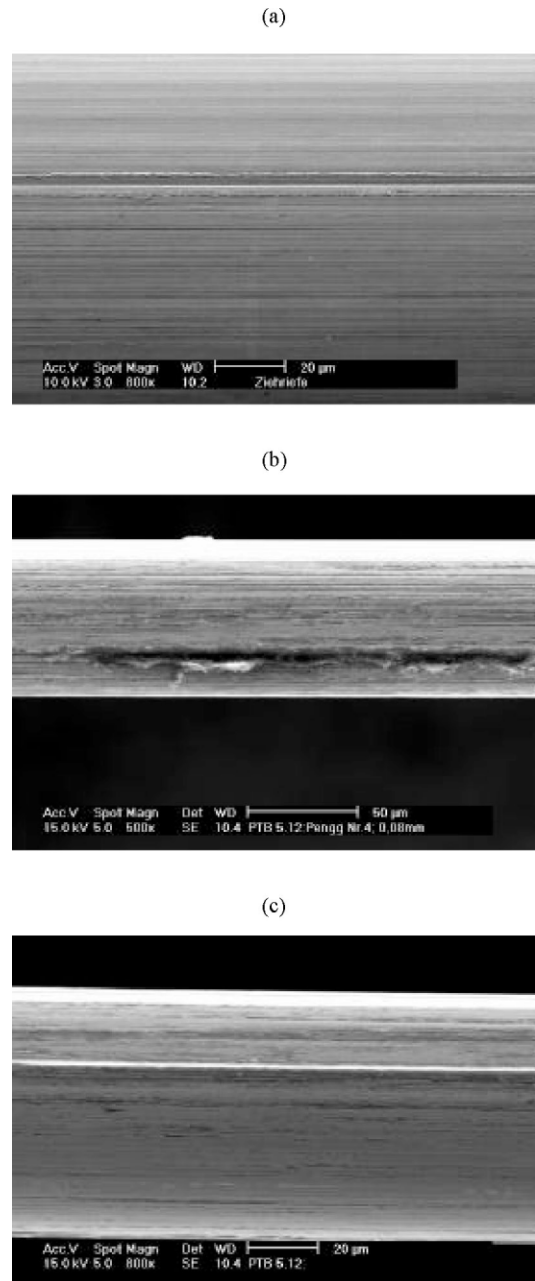 (a)
Acc.V Spot Magn WD 20 µm
10.0 kV 3.0 800x 10.2 Ziehriefe
(b)
Acc.V Spot Magn Det WD 50 µm
15.0 kV 5.0 500x SE 10.4 PTB 5.12:Pengg Nr.4; 0,08mm
(c)
Acc.V Spot Magn Det WD 20 µm
15.0 kV 5.0 800x SE 10.4 PTB 5.12: